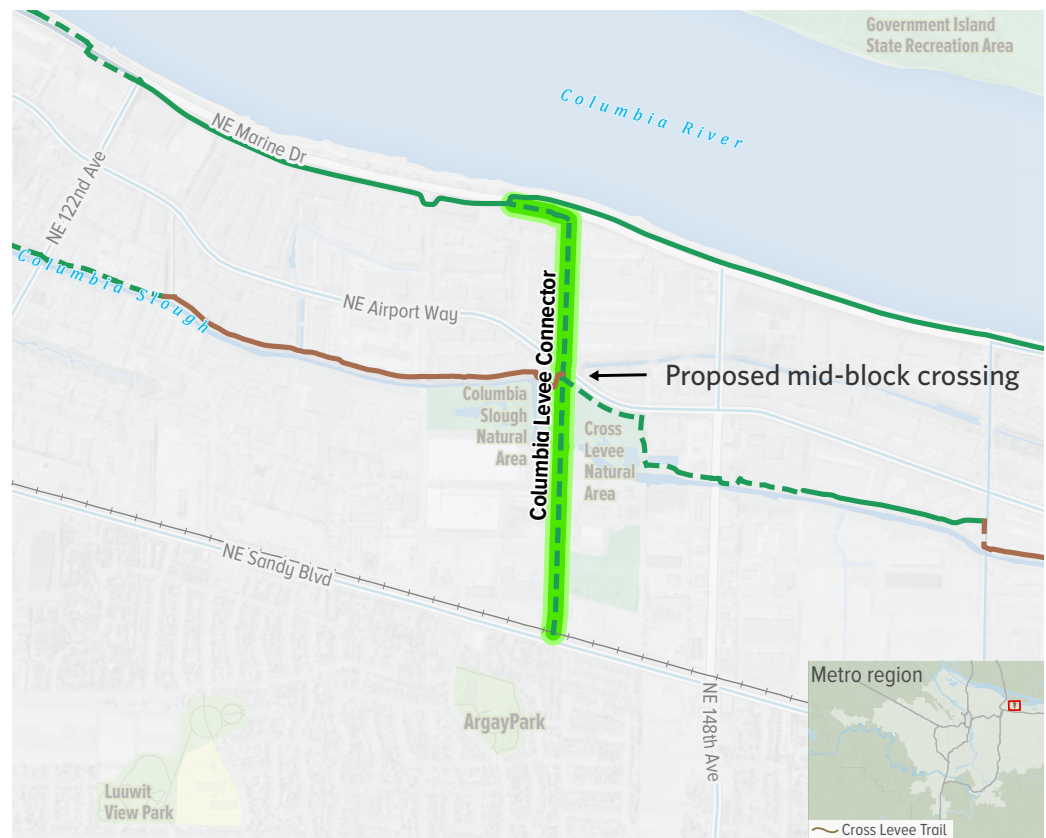 Government Island
State Recreation Area
Columbia River
NE Marine Dr
NE 122nd Ave
Columbia Slough
NE Airport Way
Columbia Levee Connector
Proposed mid-block crossing
Columbia
Slough
Natural
Area
Cross
Levee
Natural
Area
NE Sandy Blvd
NE 148th Ave
ArgayPark
Luuwit
View Park
Metro region
Cross Levee Trail